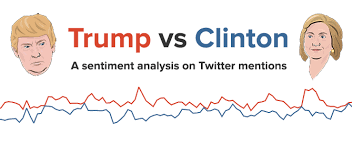 Trump vs Clinton
A sentiment analysis on Twitter mentions